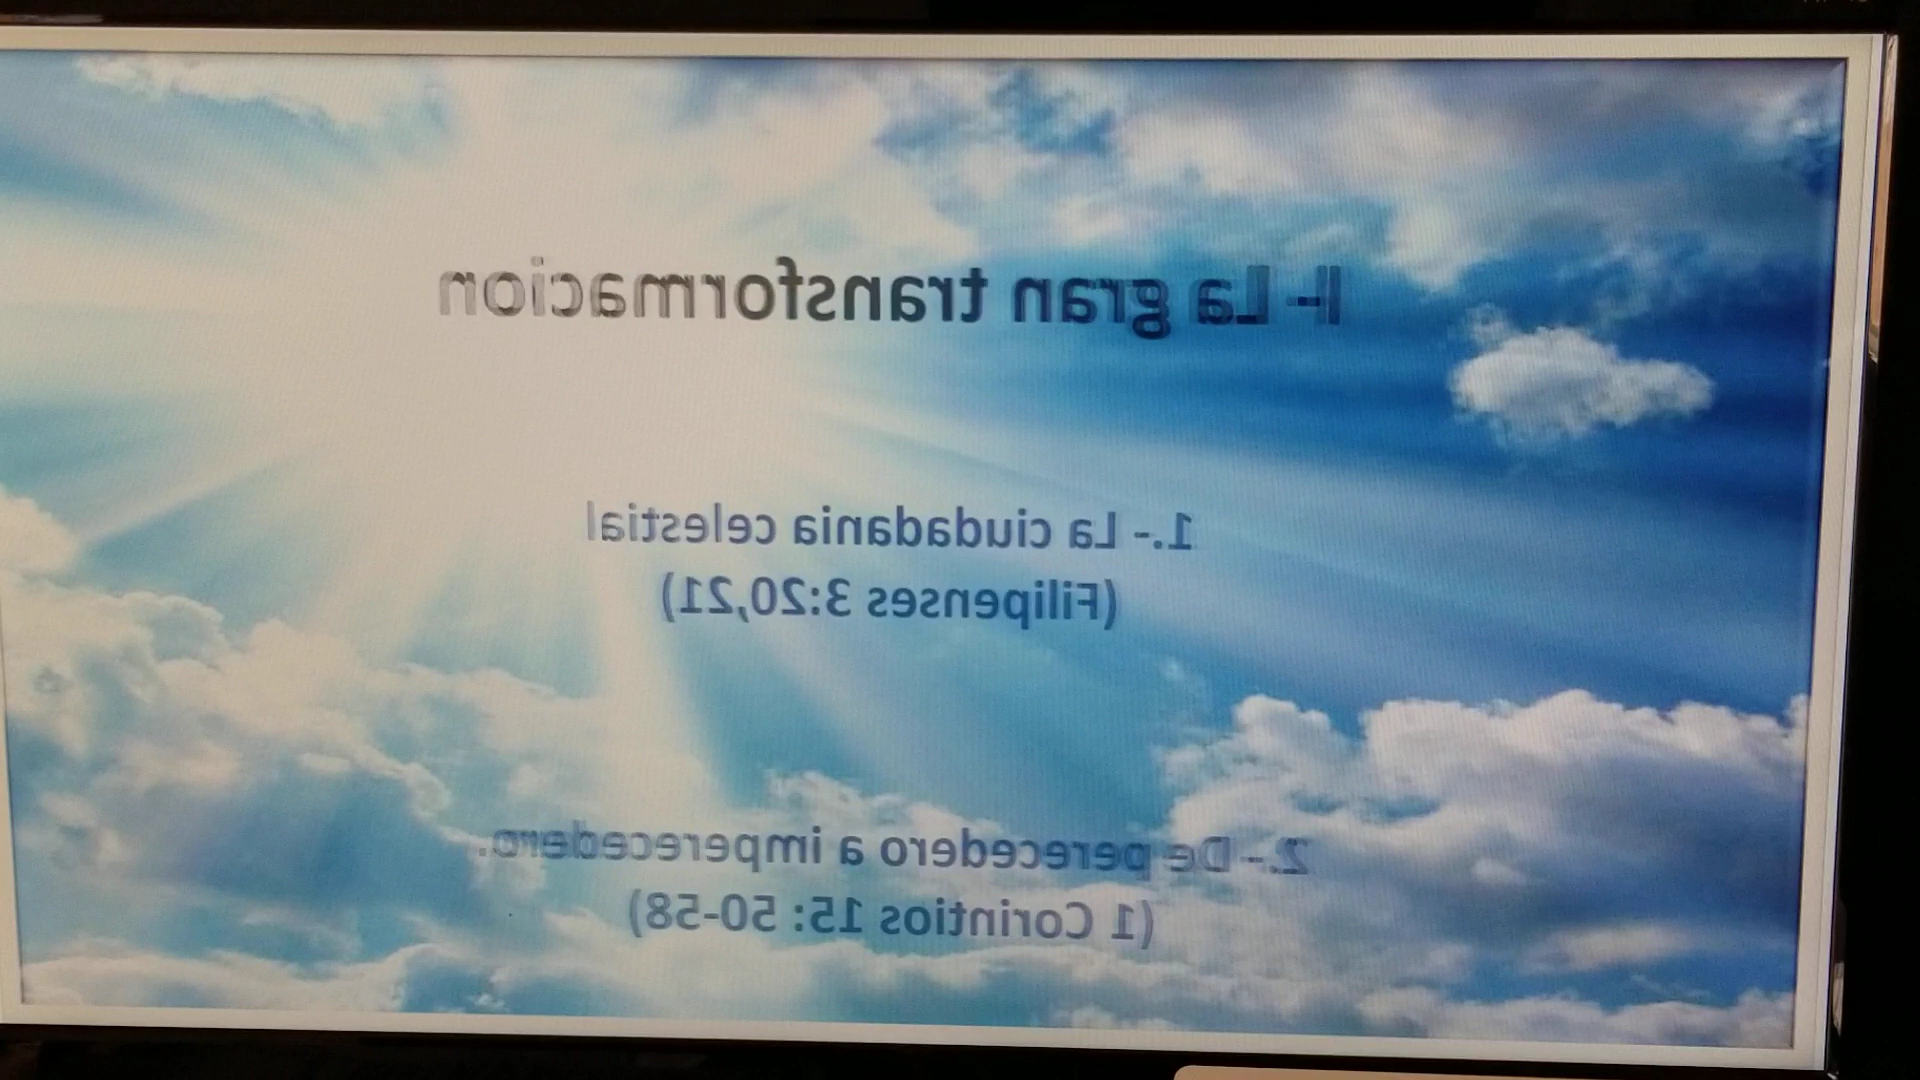 I- La gran transformacion
1.- La ciudadania celestial
(Filipenses 3:20,21)
2.- De perecedero a imperecedero.
(1 Corintios 15: 50-58)